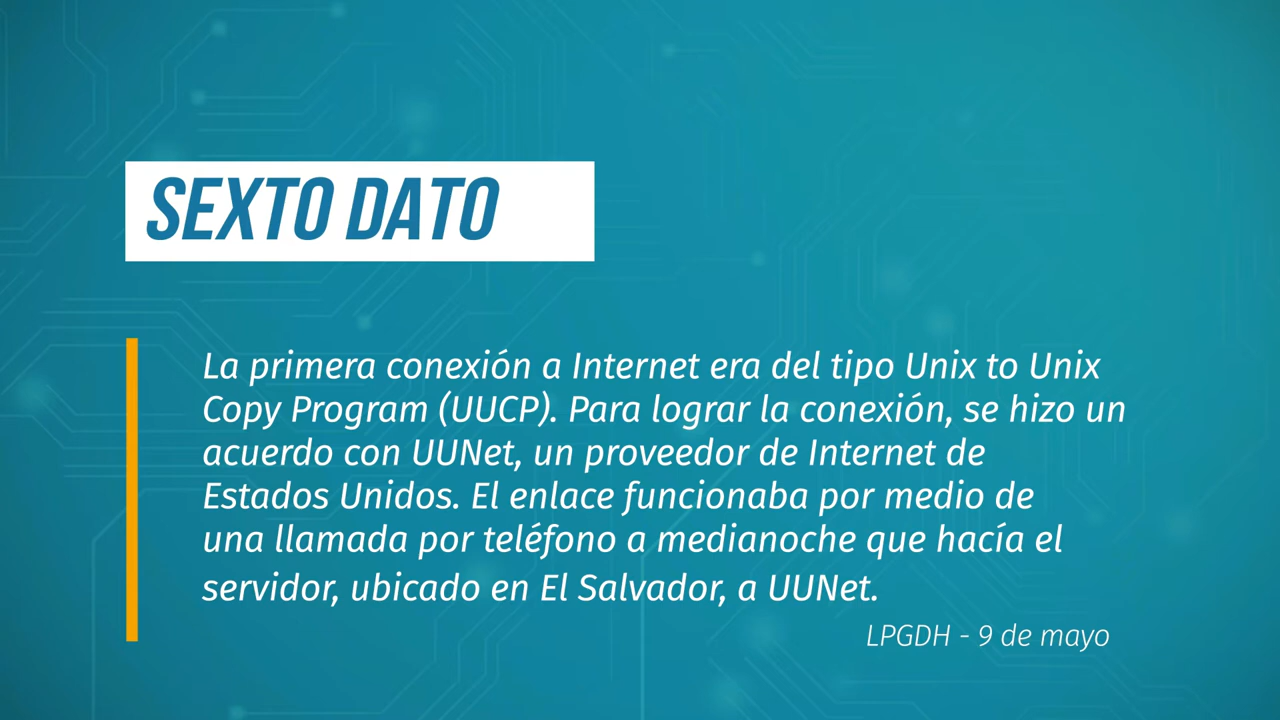 SEXTO DATO
La primera conexión a Internet era del tipo Unix to Unix
Copy Program (UUCP). Para lograr la conexión, se hizo un
acuerdo con UUNet, un proveedor de Internet de
Estados Unidos. El enlace funcionaba por medio de
una llamada por teléfono a medianoche que hacía el
servidor, ubicado en El Salvador, a UUNet.
LPGDH - 9 de mayo